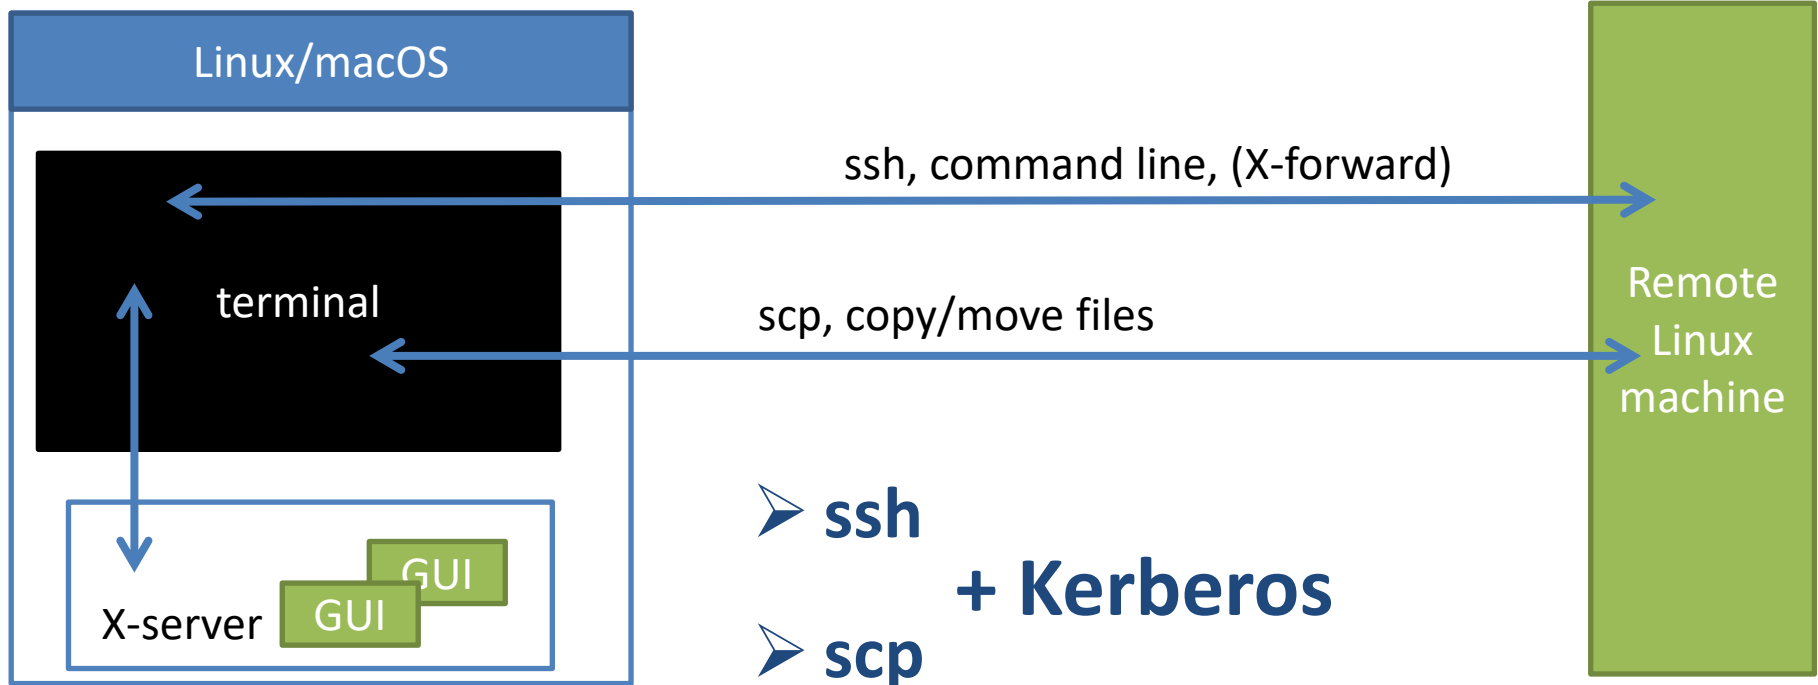 Linux/macOS
ssh, command line, (X-forward)
terminal
scp, copy/move files
Remote
Linux
machine
X-server
GUI
GUI
➢ ssh
+ Kerberos
➢ scp